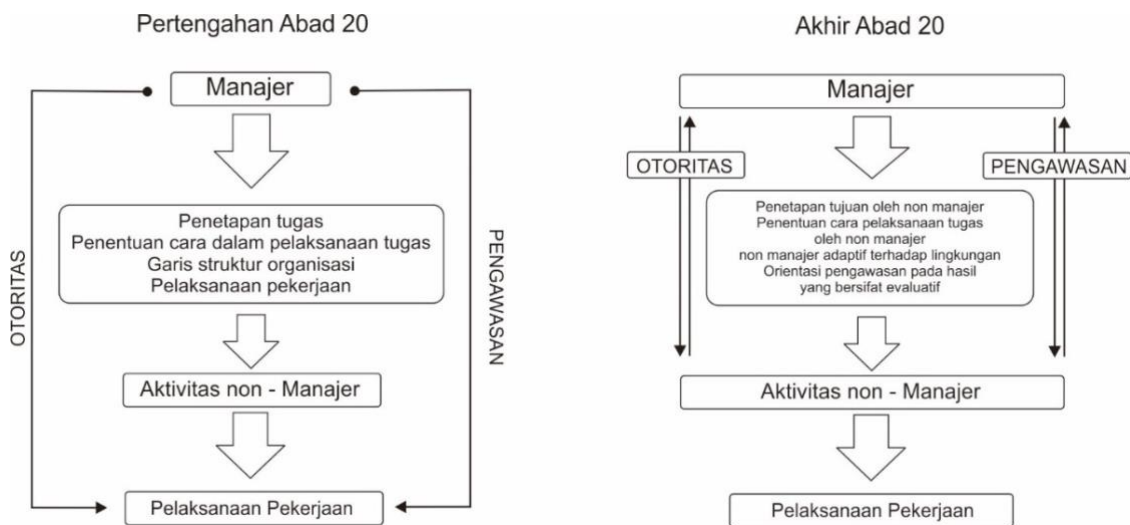 Pertengahan Abad 20
Manajer
OTORITAS
Penetapan tugas
Penentuan cara dalam pelaksanaan tugas
Garis struktur organisasi
Pelaksanaan pekerjaan
PENGAWASAN
Aktivitas non - Manajer
Pelaksanaan Pekerjaan
Akhir Abad 20
Manajer
OTORITAS
PENGAWASAN
Penetapan tujuan oleh non manajer
Penentuan cara pelaksanaan tugas
oleh non manajer
non manajer adaptif terhadap lingkungan
Orientasi pengawasan pada hasil
yang bersifat evaluatif
Aktivitas non - Manajer
Pelaksanaan Pekerjaan